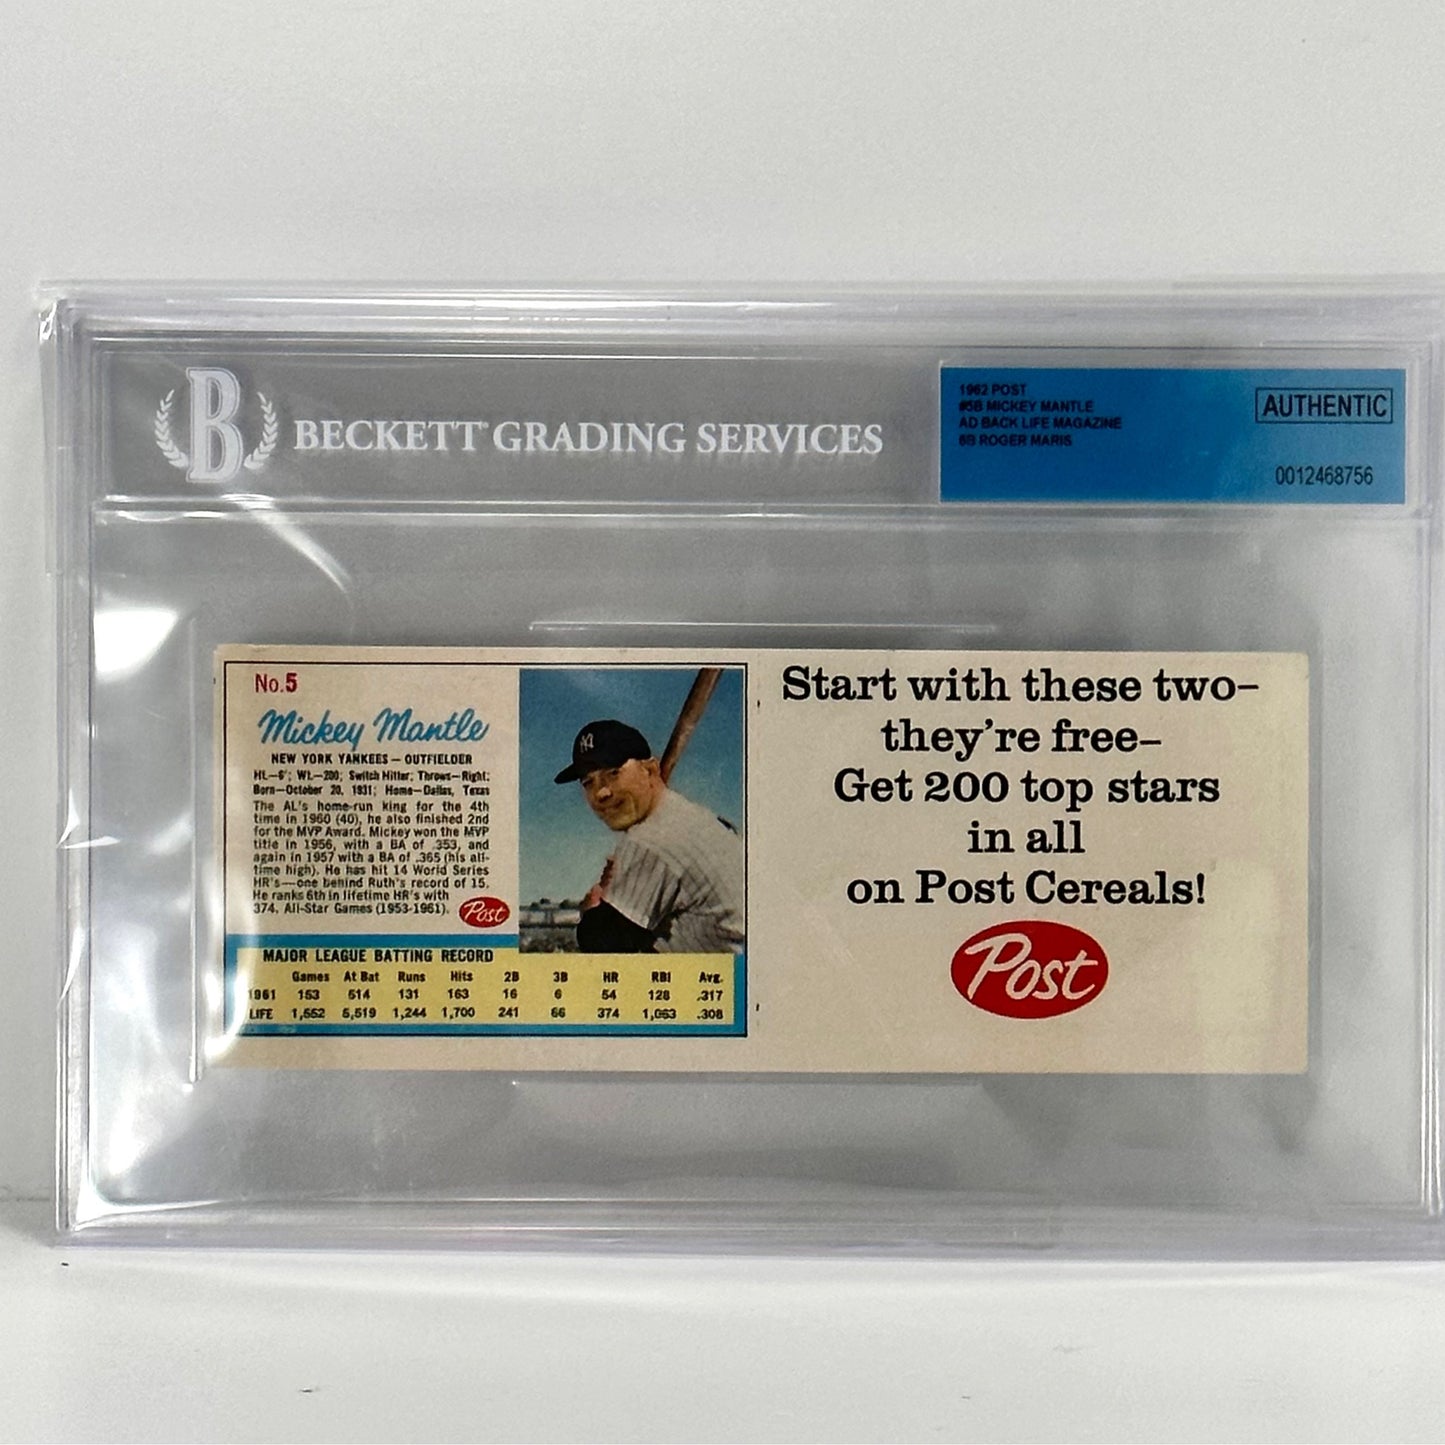 B
BECKETT GRADING SERVICES
1962 POST
#5B MICKEY MANTLE
AD BACK LIFE MAGAZINE
6B ROGER MARIS
AUTHENTIC
0012468756
No.5
Mickey Mantle
NEW YORK YANKEES – OUTFIELDER
Ht.—6'; Wt.—200; Switch Hitter; Throws—Right;
Born—October 20, 1931; Home—Dallas, Texas
The AL's home-run king for the 4th
time in 1960 (40), he also finished 2nd
for the MVP Award. Mickey won the MVP
title in 1956, with a BA of .353, and
again in 1957 with a BA of .365 (his all-
time high). He has hit 14 World Series
HR's—one behind Ruth's record of 15.
He ranks 6th in lifetime HR's with
374. All-Star Games (1953-1961).
Post
MAJOR LEAGUE BATTING RECORD
Games At Bat Runs Hits 2B 3B HR RBI Avg.
1961 153 514 131 163 16 6 54 128 .317
LIFE 1,552 5,519 1,244 1,700 241 66 374 1,063 .308
Start with these two–
they're free–
Get 200 top stars
in all
on Post Cereals!
Post